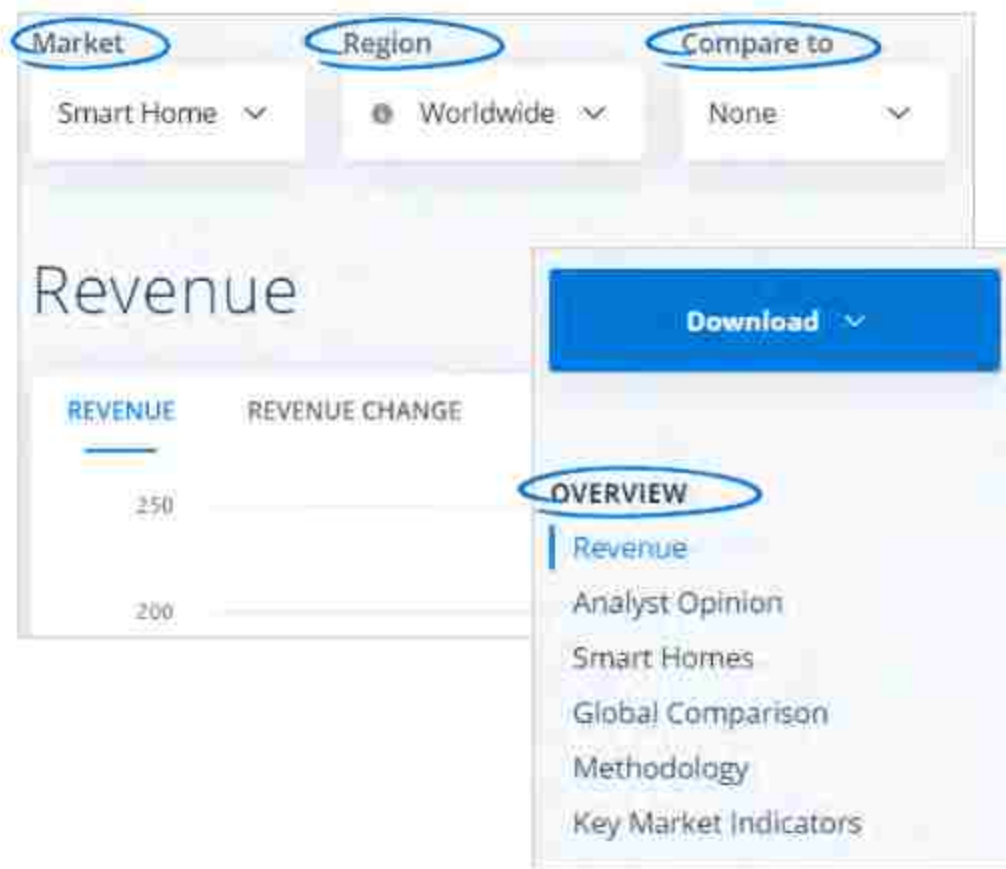 Market Region Compare to
Smart Home Worldwide None
Revenue
REVENUE REVENUE CHANGE
250
200
Download
OVERVIEW
Revenue
Analyst Opinion
Smart Homes
Global Comparison
Methodology
Key Market Indicators